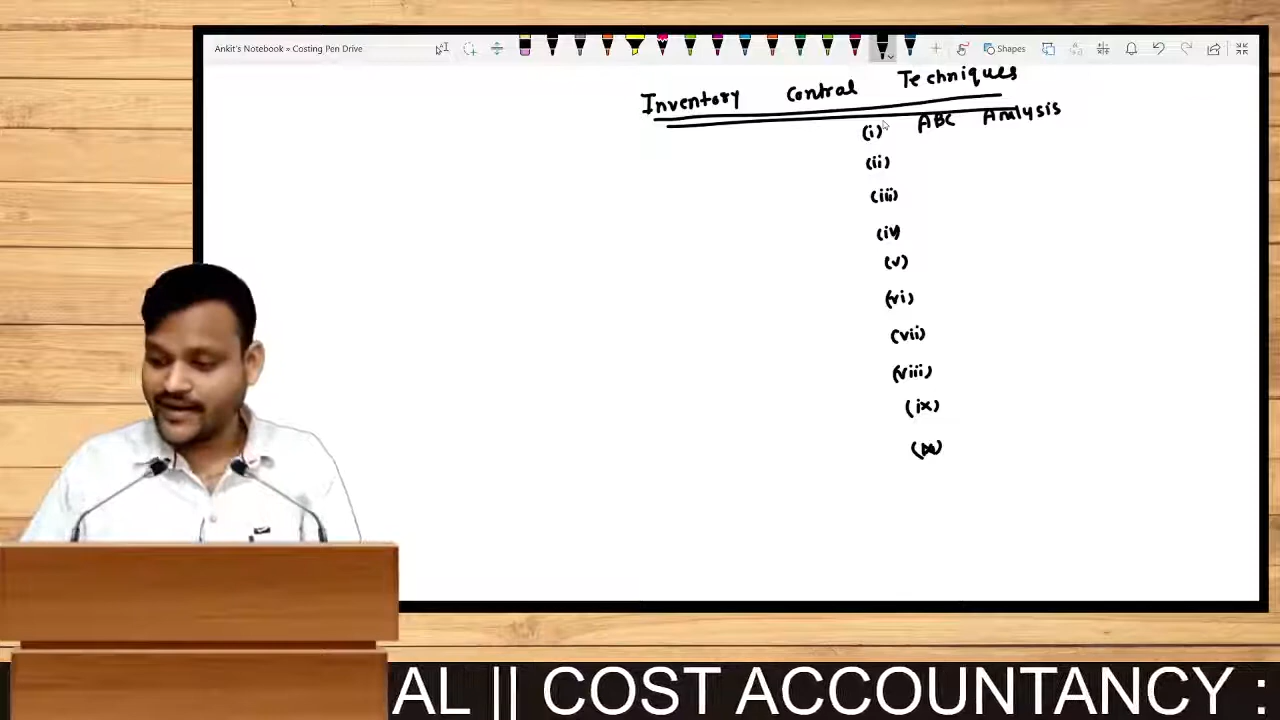 Ankit's Notebook » Costing Pen Drive
Shapes
Inventory Control Techniques
(i) ABC Analysis
(ii)
(iii)
(iv)
(v)
(vi)
(vii)
(viii)
(ix)
AL || COST ACCOUNTANCY :